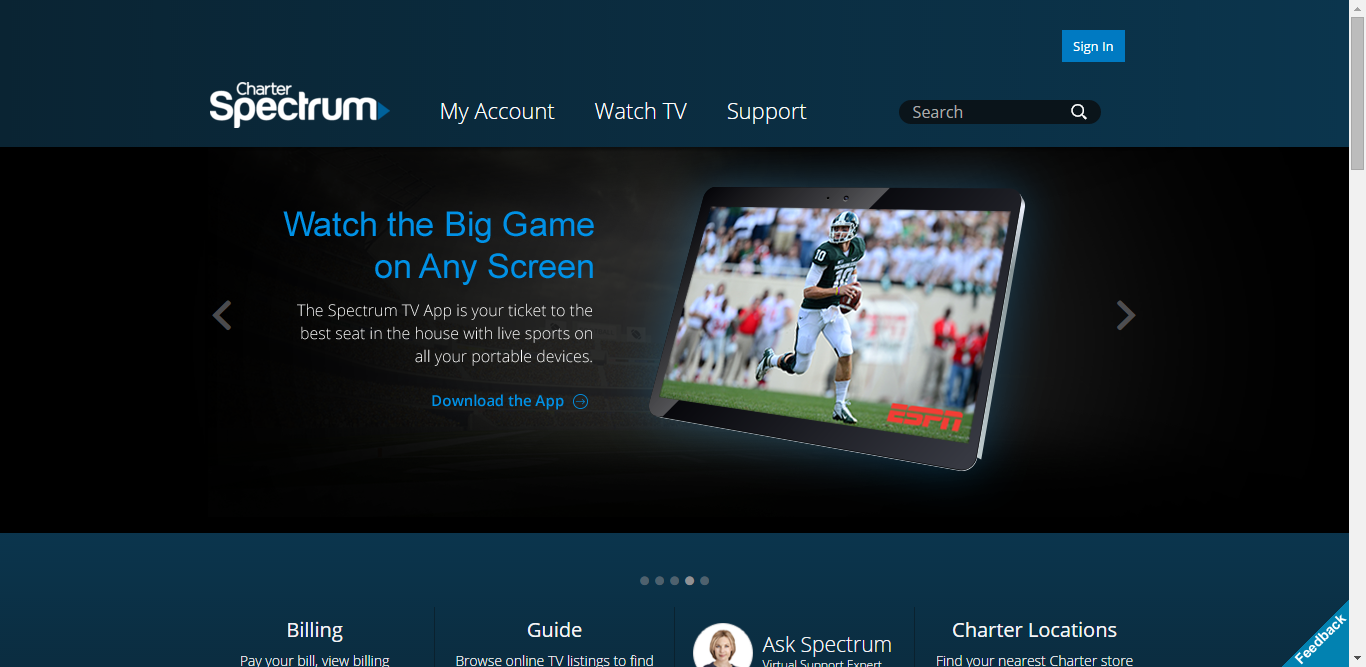 Sign In
Charter
Spectrum
My Account
Watch TV
Support
Search
Watch the Big Game
on Any Screen
The Spectrum TV App is your ticket to the
best seat in the house with live sports on
all your portable devices.
Download the App
10
ESPN
Billing
Pay your bill, view billing
Guide
Browse online TV listings to find
Ask Spectrum
Virtual Support Expert
Charter Locations
Find your nearest Charter store
Feedback